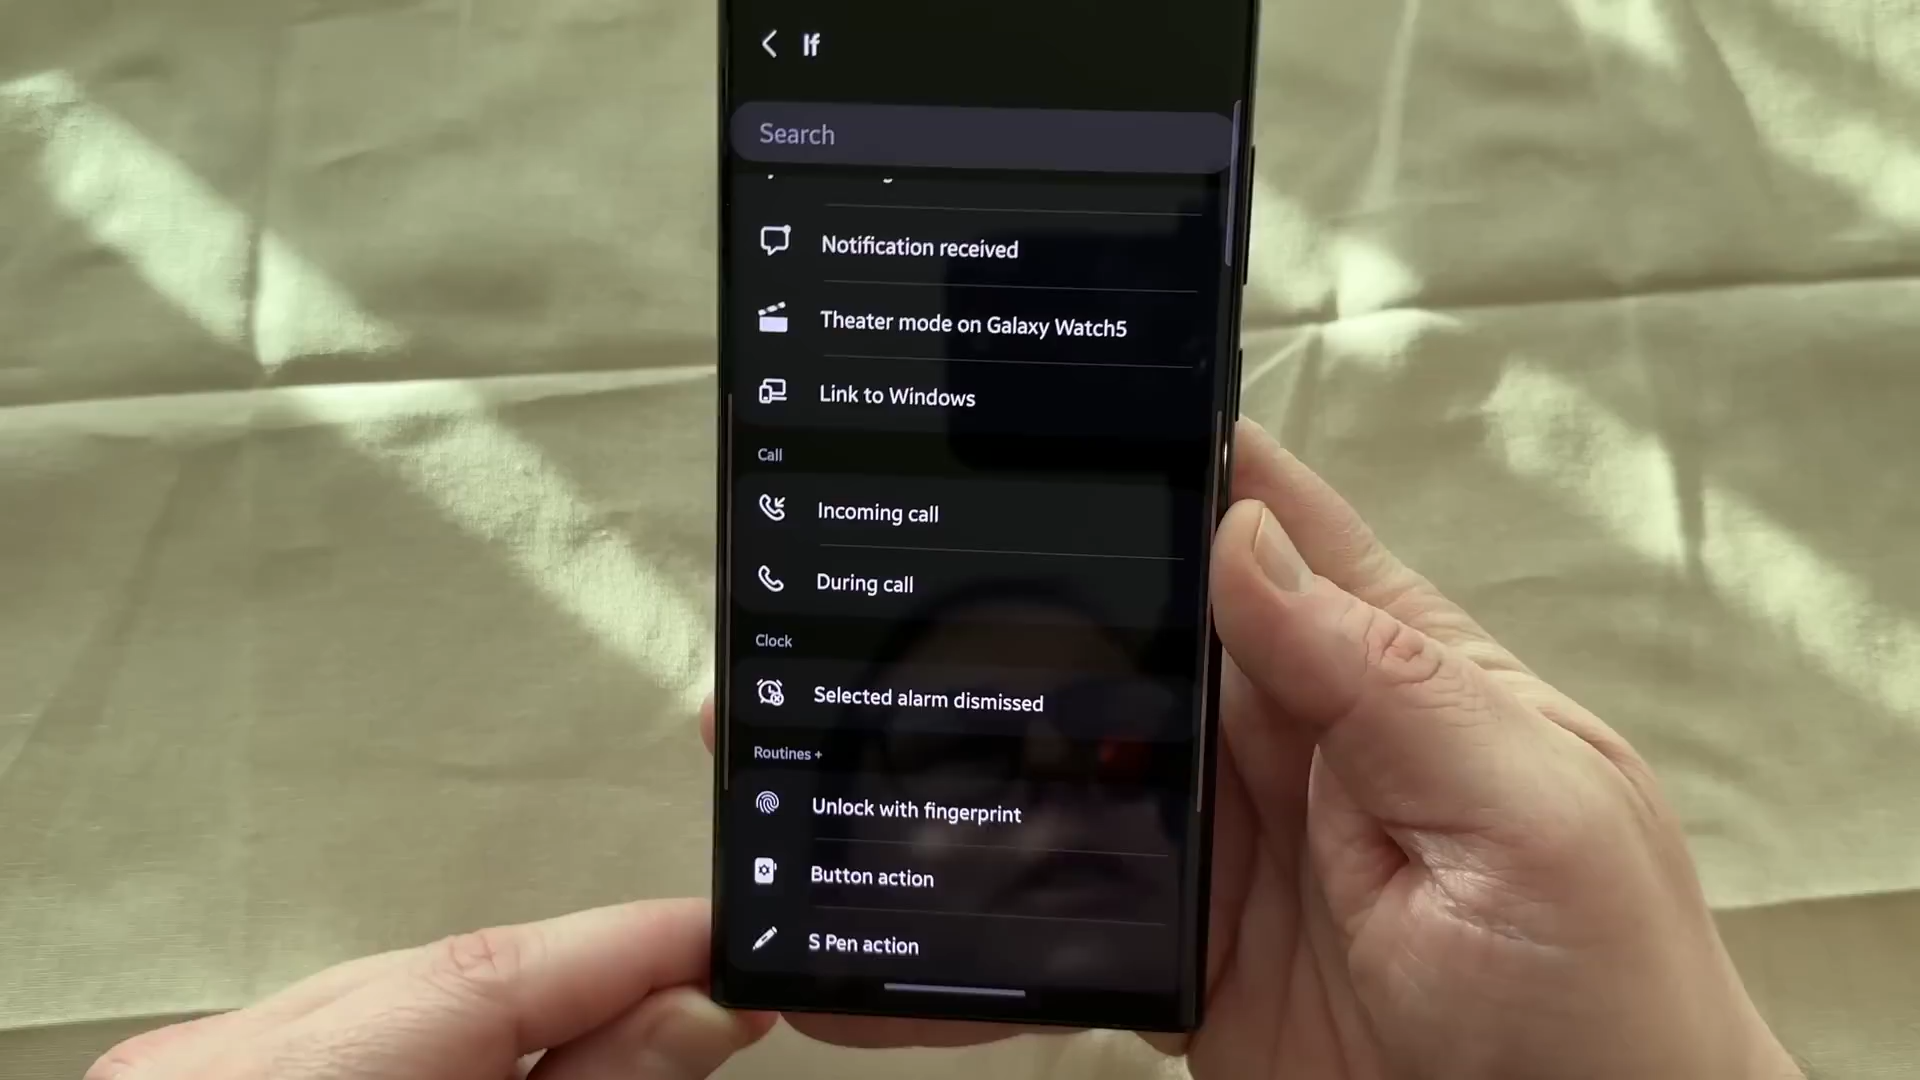 If
Search
Notification received
Theater mode on Galaxy Watch5
Link to Windows
Call
Incoming call
During call
Clock
Selected alarm dismissed
Routines +
Unlock with fingerprint
Button action
S Pen action